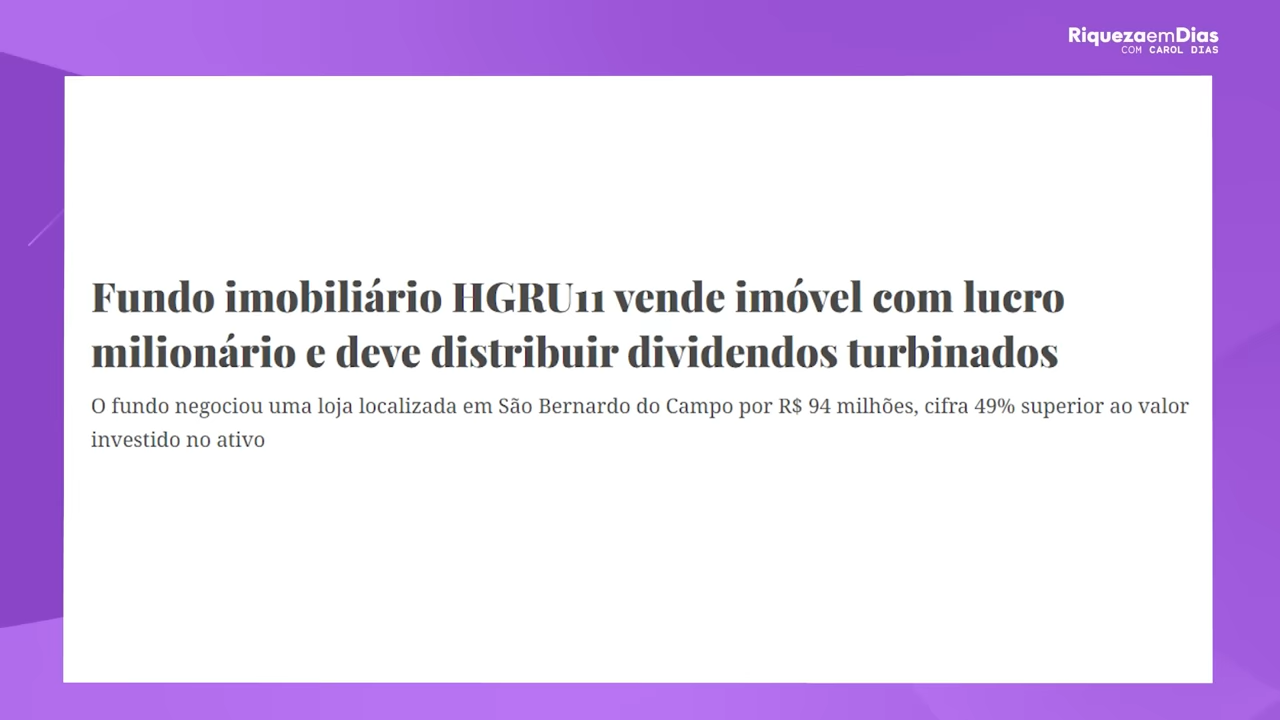 RiquezaemDias
COM CAROL DIAS
Fundo imobiliário HGRU11 vende imóvel com lucro
milionário e deve distribuir dividendos turbinados
O fundo negociou uma loja localizada em São Bernardo do Campo por R$ 94 milhões, cifra 49% superior ao valor
investido no ativo